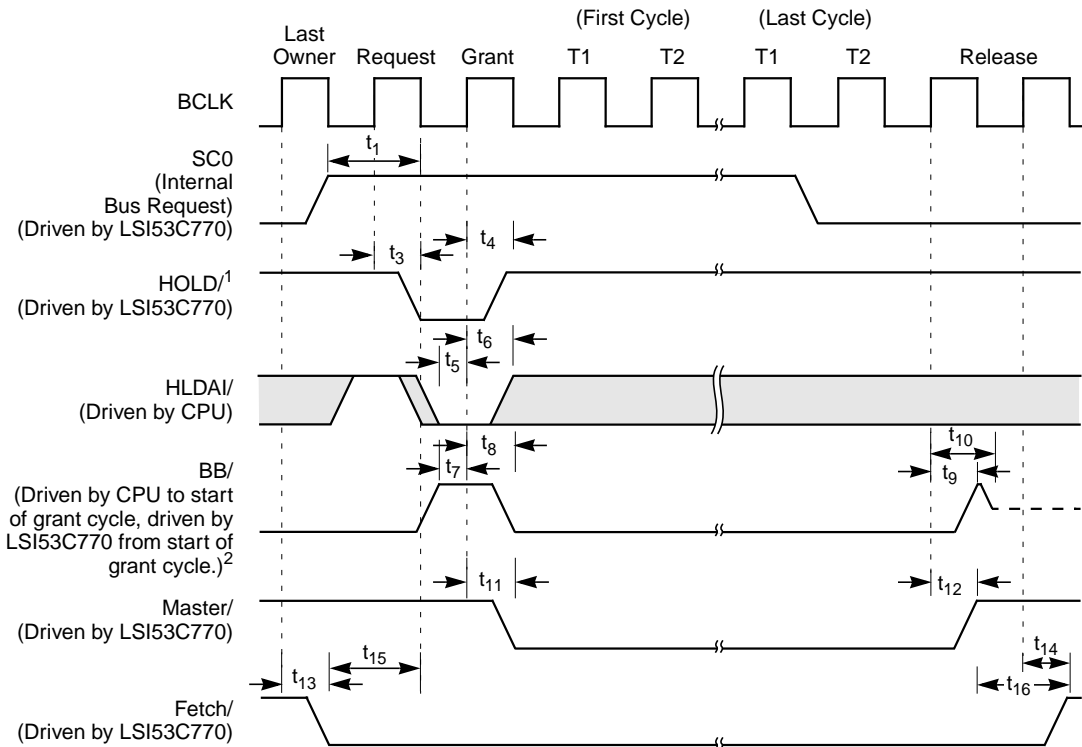 (First Cycle) (Last Cycle)
Last
Owner Request Grant T1 T2 T1 T2 Release
BCLK
t1
SC0
(Internal
Bus Request)
(Driven by LSI53C770)
t4
t3
HOLD/1
(Driven by LSI53C770)
t6
t5
HLDAI/
(Driven by CPU)
t8 t10
t7 t9
BB/
(Driven by CPU to start
of grant cycle, driven by
LSI53C770 from start of
grant cycle.)2
t11 t12
Master/
(Driven by LSI53C770)
t15 t14
t13 t16
Fetch/
(Driven by LSI53C770)